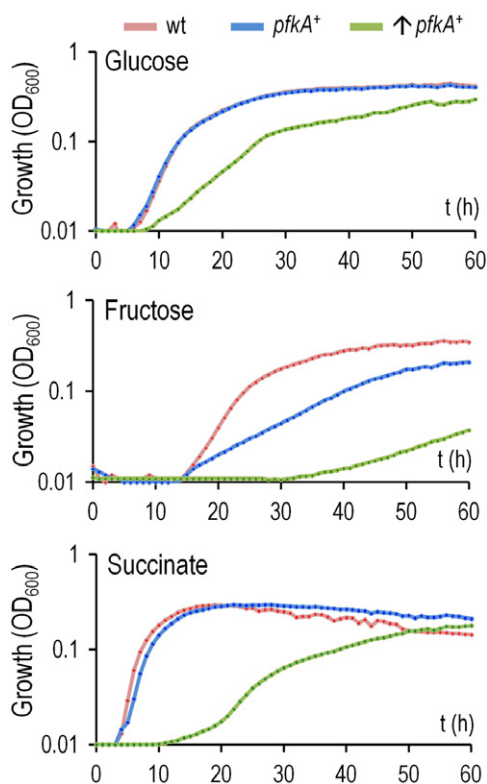 wt pfkA⁺ ↑ pfkA⁺
Glucose
Growth (OD₆₀₀)
1
0.1
0.01
t (h)
0 10 20 30 40 50 60
Fructose
Growth (OD₆₀₀)
1
0.1
0.01
t (h)
0 10 20 30 40 50 60
Succinate
Growth (OD₆₀₀)
1
0.1
0.01
t (h)
0 10 20 30 40 50 60